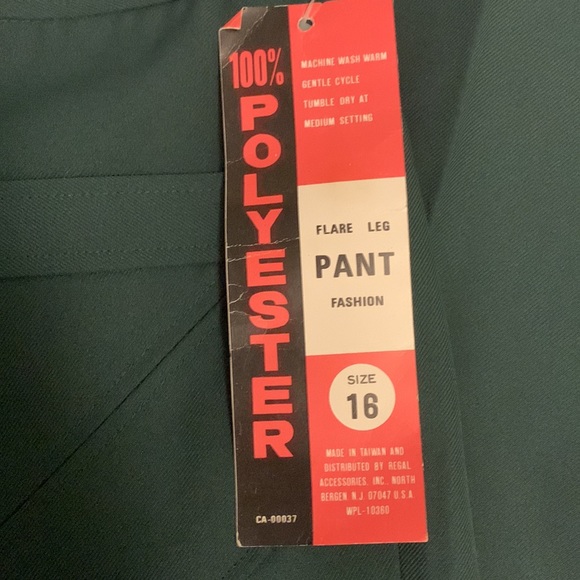 100%
POLYESTER
CA-00037
MACHINE WASH WARM
GENTLE CYCLE
TUMBLE DRY AT
MEDIUM SETTING
FLARE LEG
PANT
FASHION
SIZE
16
MADE IN TAIWAN AND
DISTRIBUTED BY REGAL
ACCESSORIES, INC. NORTH
BERGEN N.J. 07047 U.S.A
WPL-10360